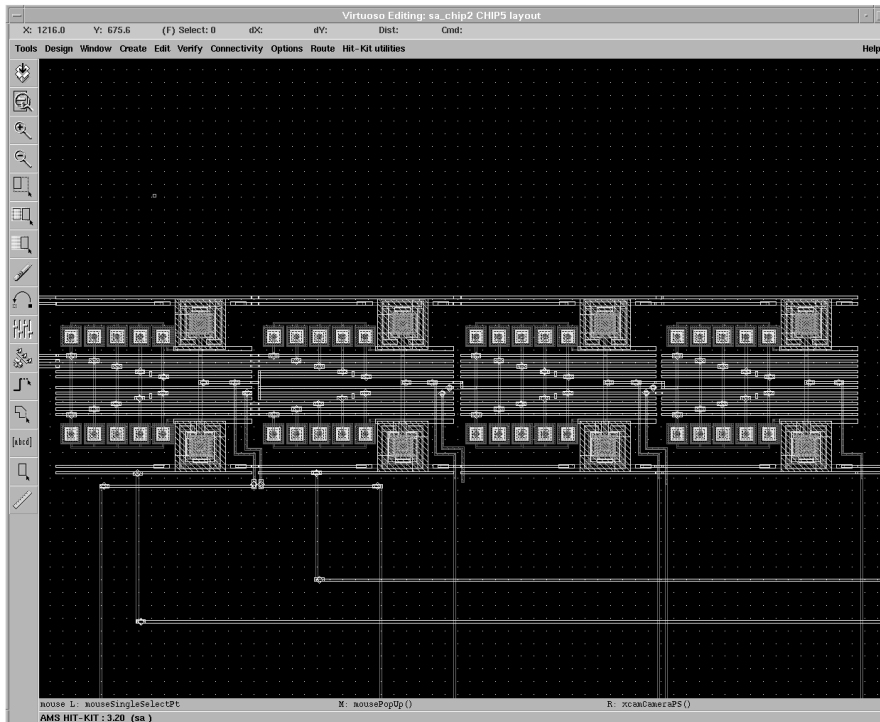 Virtuoso Editing: sa_chip2 CHIP5 layout
X: 1216.0 Y: 675.6 (F) Select: 0 dX: dY: Dist: Cmd:
Tools Design Window Create Edit Verify Connectivity Options Route Hit-Kit utilities Help
[abcd]
mouse L: mouseSingleSelectPt M: mousePopUp() R: xcamCameraPS()
AMS HIT-KIT : 3.20 (sa )